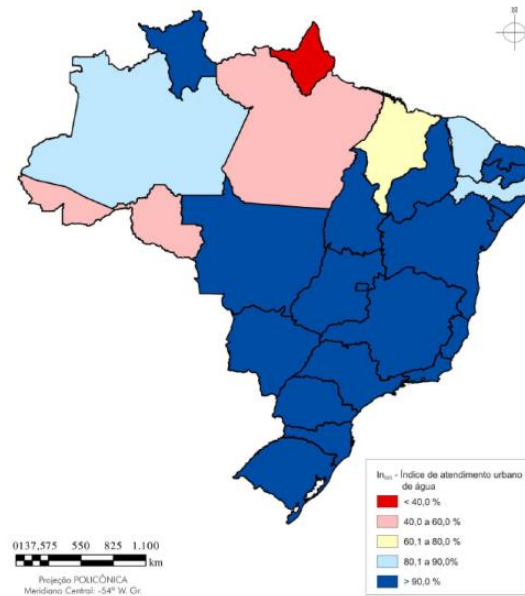 N
In₀₂₃ - Índice de atendimento urbano
de água
< 40,0 %
40,0 a 60,0 %
60,1 a 80,0 %
80,1 a 90,0%
> 90,0 %
0137,575 550 825 1.100
km
Projeção POLICÔNICA
Meridiano Central: -54º W. Gr.